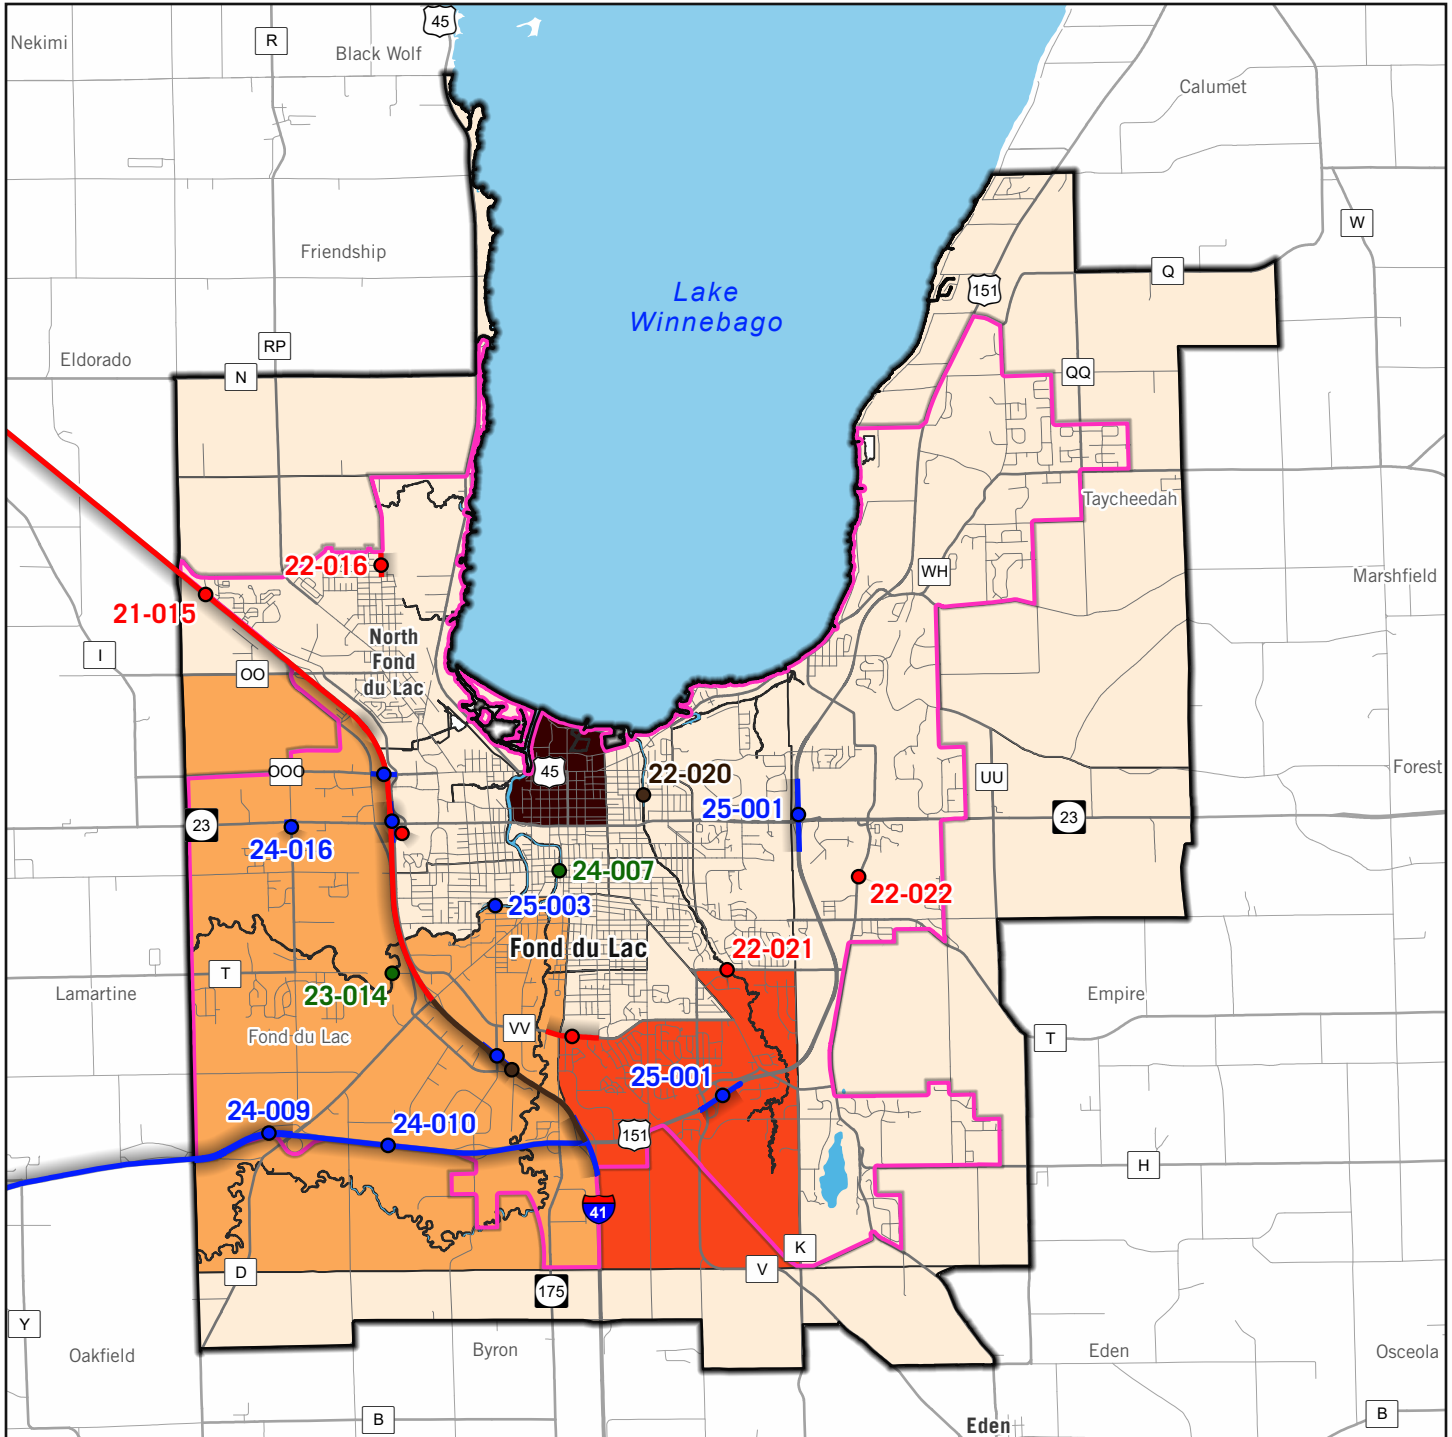 45
Nekimi
R
Black Wolf
Calumet
W
Friendship
Q
151
Lake
Winnebago
RP
Eldorado
N
QQ
Taycheedah
22-016
WH
Marshfield
21-015
North
Fond
du Lac
I
OO
OOO
45
22-020
UU
Forest
25-001
23
23
24-016
24-007
22-022
25-003
Fond du Lac
22-021
T
23-014
Lamartine
Empire
Fond du Lac
VV
T
25-001
24-009
24-010
151
H
41
K
D
V
175
Y
Oakfield
Byron
Eden
Osceola
B
Eden
B